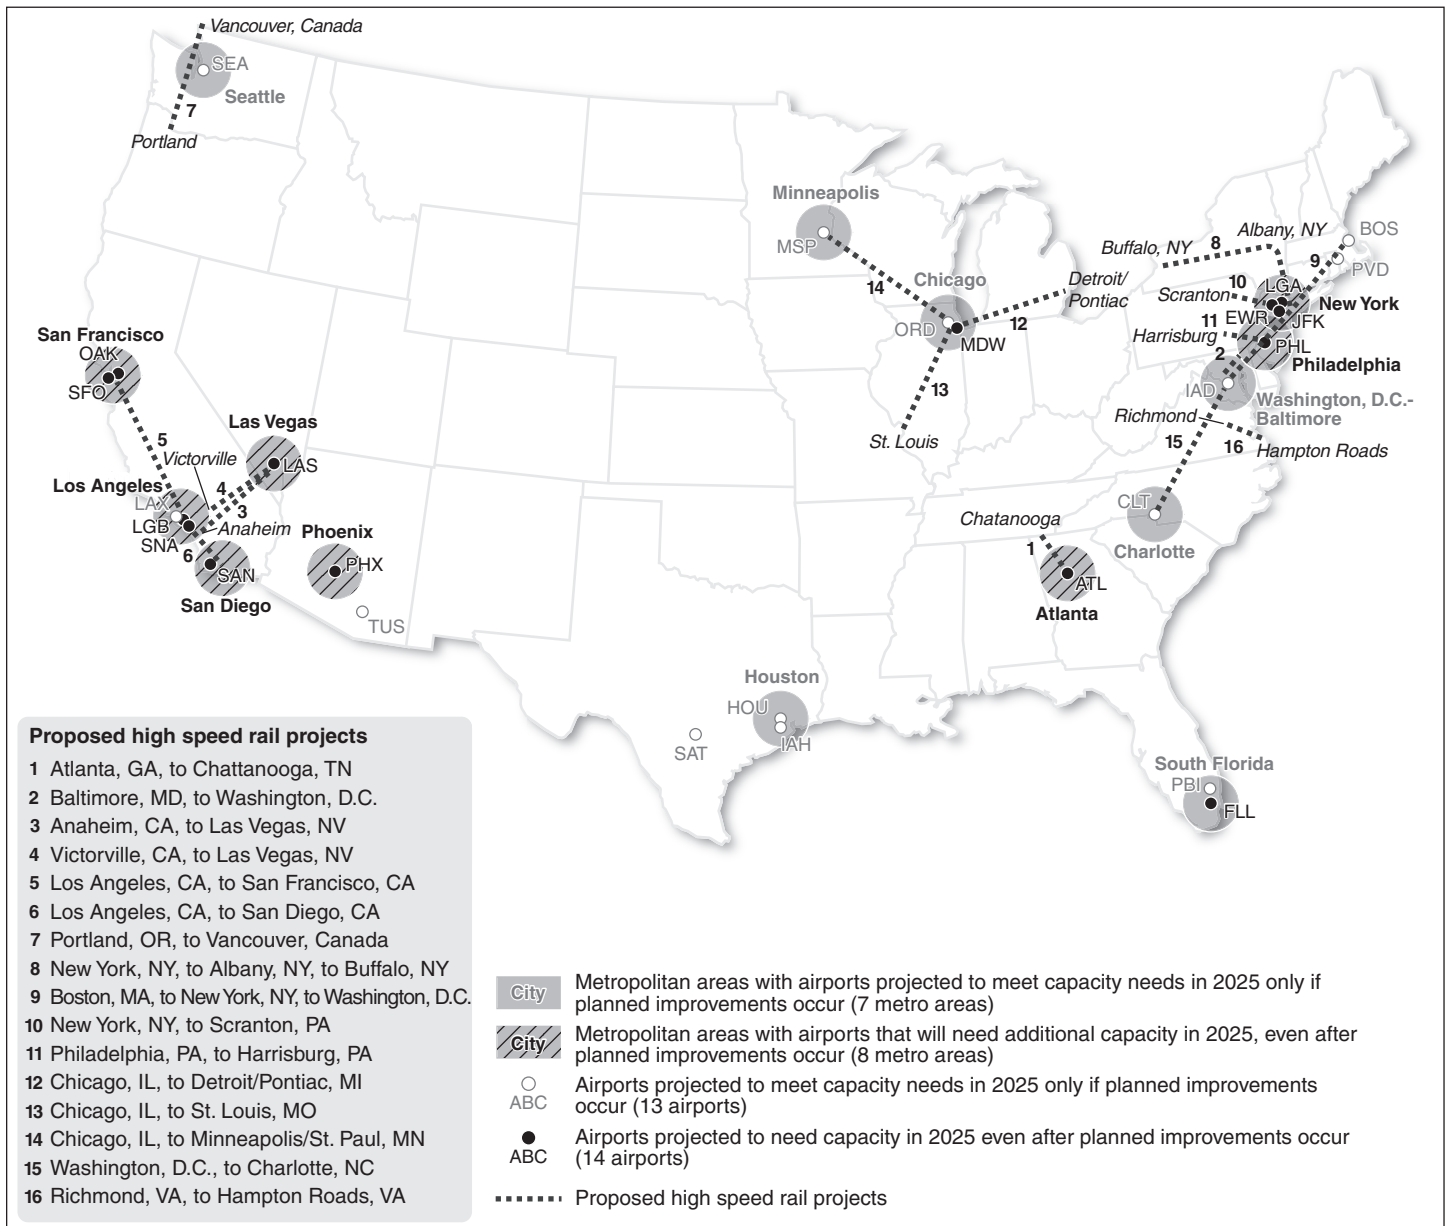 Vancouver, Canada
SEA
Seattle
7
Portland
Minneapolis
MSP
14
Chicago
ORD
MDW
Detroit/
Pontiac
12
13
St. Louis
Buffalo, NY
8
Albany, NY
BOS
9
PVD
10
Scranton
LGA
New York
EWR
JFK
11
Harrisburg
PHL
Philadelphia
2
IAD
Washington, D.C.-
Baltimore
Richmond
15
16
Hampton Roads
CLT
Charlotte
Chatanooga
1
ATL
Atlanta
San Francisco
OAK
SFO
5
Las Vegas
LAS
Victorville
4
3
Los Angeles
LAX
LGB
SNA
Anaheim
6
SAN
San Diego
Phoenix
PHX
TUS
Houston
HOU
IAH
SAT
South Florida
PBI
FLL
Proposed high speed rail projects
1 Atlanta, GA, to Chattanooga, TN
2 Baltimore, MD, to Washington, D.C.
3 Anaheim, CA, to Las Vegas, NV
4 Victorville, CA, to Las Vegas, NV
5 Los Angeles, CA, to San Francisco, CA
6 Los Angeles, CA, to San Diego, CA
7 Portland, OR, to Vancouver, Canada
8 New York, NY, to Albany, NY, to Buffalo, NY
9 Boston, MA, to New York, NY, to Washington, D.C.
10 New York, NY, to Scranton, PA
11 Philadelphia, PA, to Harrisburg, PA
12 Chicago, IL, to Detroit/Pontiac, MI
13 Chicago, IL, to St. Louis, MO
14 Chicago, IL, to Minneapolis/St. Paul, MN
15 Washington, D.C., to Charlotte, NC
16 Richmond, VA, to Hampton Roads, VA
City
Metropolitan areas with airports projected to meet capacity needs in 2025 only if
planned improvements occur (7 metro areas)
City
Metropolitan areas with airports that will need additional capacity in 2025, even after
planned improvements occur (8 metro areas)
ABC
Airports projected to meet capacity needs in 2025 only if planned improvements
occur (13 airports)
ABC
Airports projected to need capacity in 2025 even after planned improvements occur
(14 airports)
Proposed high speed rail projects